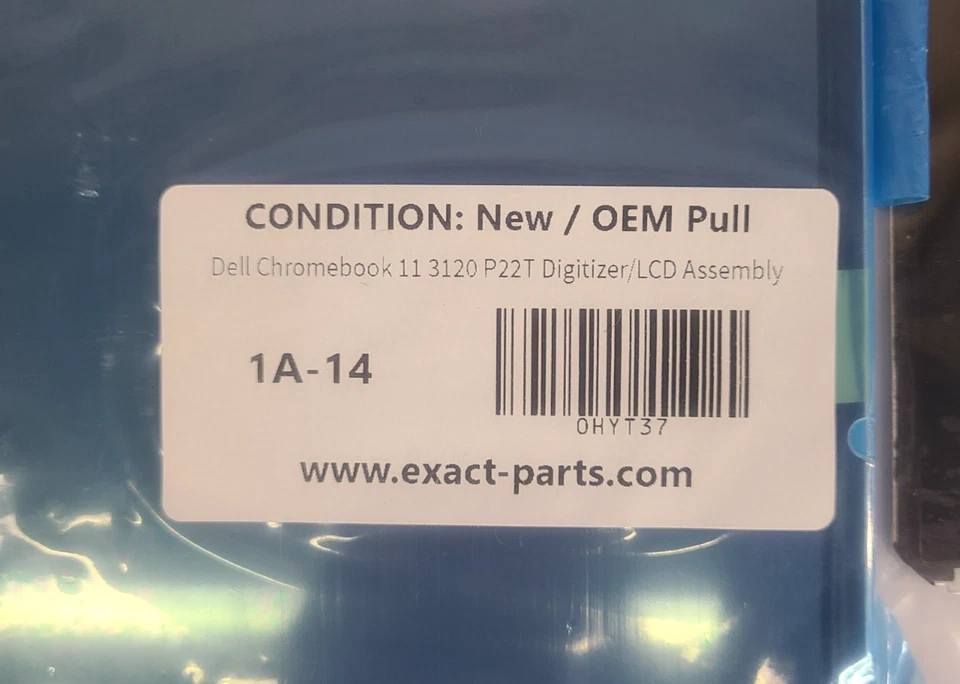 CONDITION: New / OEM Pull
Dell Chromebook 11 3120 P22T Digitizer/LCD Assembly
1A-14
0HYT37
www.exact-parts.com